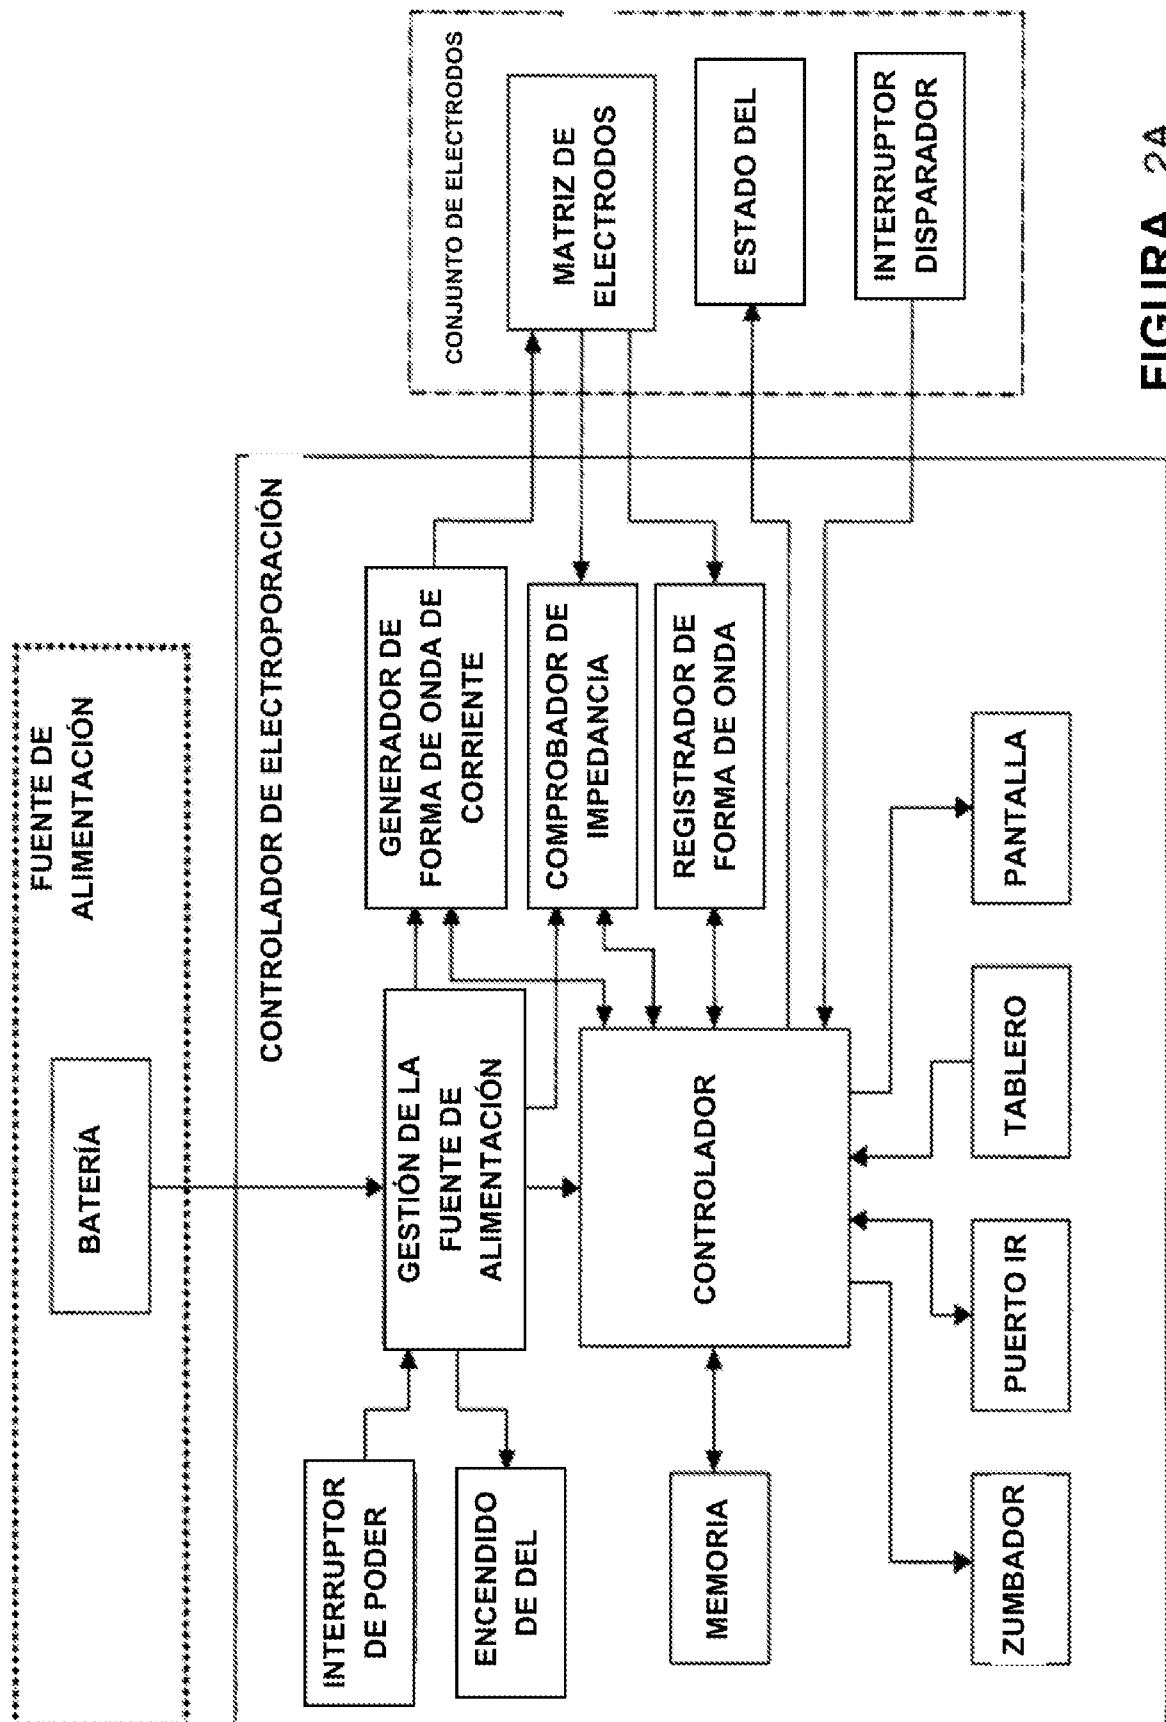 FUENTE DE
ALIMENTACIÓN
BATERÍA
CONTROLADOR DE ELECTROPORACIÓN
INTERRUPTOR
DE PODER
ENCENDIDO
DE DEL
GESTIÓN DE LA
FUENTE DE
ALIMENTACIÓN
GENERADOR DE
FORMA DE ONDA DE
CORRIENTE
COMPROBADOR DE
IMPEDANCIA
REGISTRADOR DE
FORMA DE ONDA
MEMORIA
CONTROLADOR
ZUMBADOR
PUERTO IR
TABLERO
PANTALLA
CONJUNTO DE ELECTRODOS
MATRIZ DE
ELECTRODOS
ESTADO DEL
INTERRUPTOR
DISPARADOR
FIGURA 2A